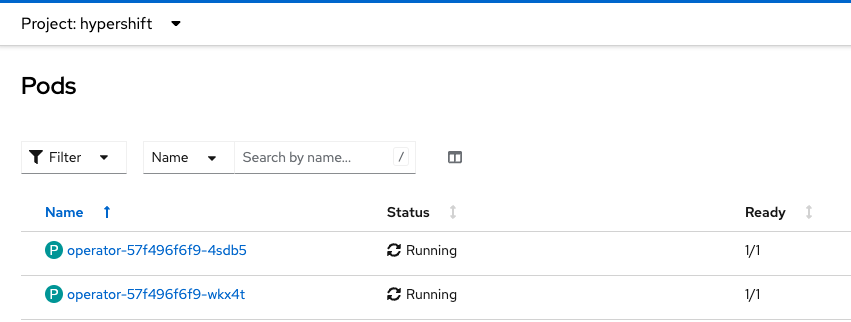 Project: hypershift
Pods
Filter Name Search by name... /
Name Status Ready
P operator-57f496f6f9-4sdb5 Running 1/1
P operator-57f496f6f9-wkx4t Running 1/1